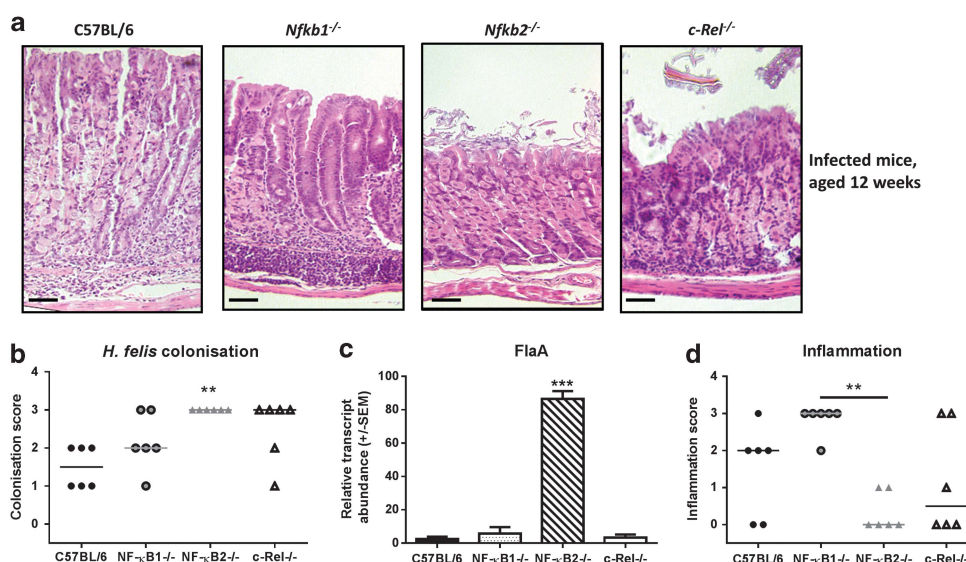 a
C57BL/6 Nfkb1-/- Nfkb2-/- c-Rel-/-
Infected mice,
aged 12 weeks
b
H. felis colonisation
Colonisation score
4
3
2
1
0
**
C57BL/6 NF-κB1-/- NF-κB2-/- c-Rel-/-
c
FlaA
Relative transcript
abundance (+/-SEM)
100
80
60
40
20
0
***
C57BL/6 NF-κB1-/- NF-κB2-/- c-Rel-/-
d
Inflammation
Inflammation score
4
3
2
1
0
**
C57BL/6 NF-κB1-/- NF-κB2-/- c-Rel-/-